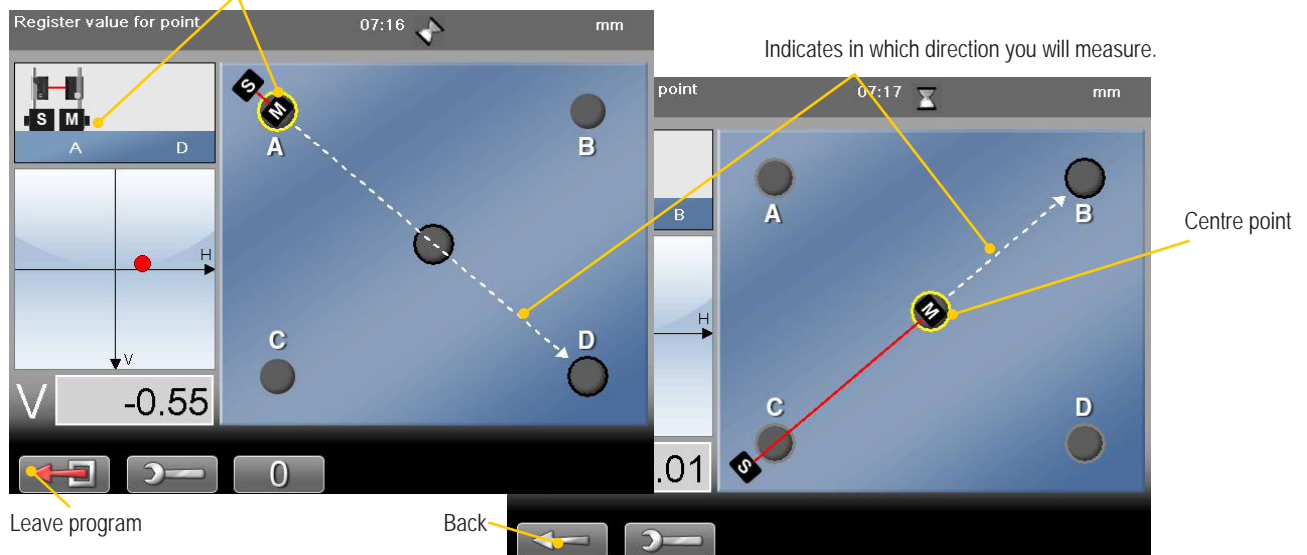 Register value for point
07:16
mm
Indicates in which direction you will measure.
S M
A D
S
M
A
B
H
V
C
D
V -0.55
0
Leave program
point
07:17
mm
B
A
B
Centre point
M
H
C
D
S
.01
Back